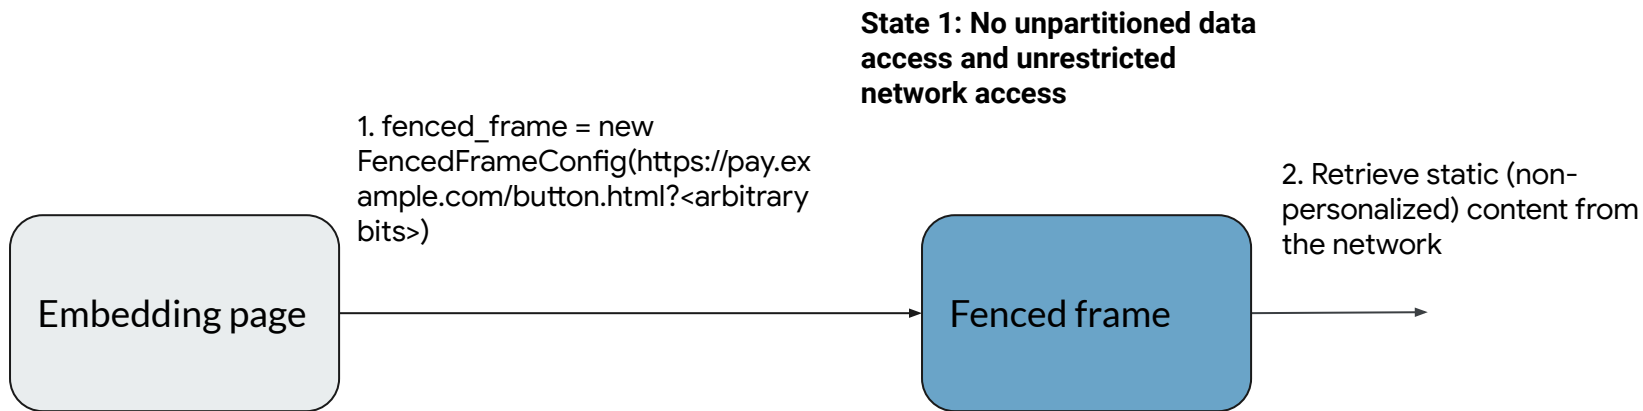 State 1: No unpartitioned data
access and unrestricted
network access
1. fenced_frame = new
FencedFrameConfig(https://pay.ex
ample.com/button.html?<arbitrary
bits>)
2. Retrieve static (non-
personalized) content from
the network
Embedding page
Fenced frame